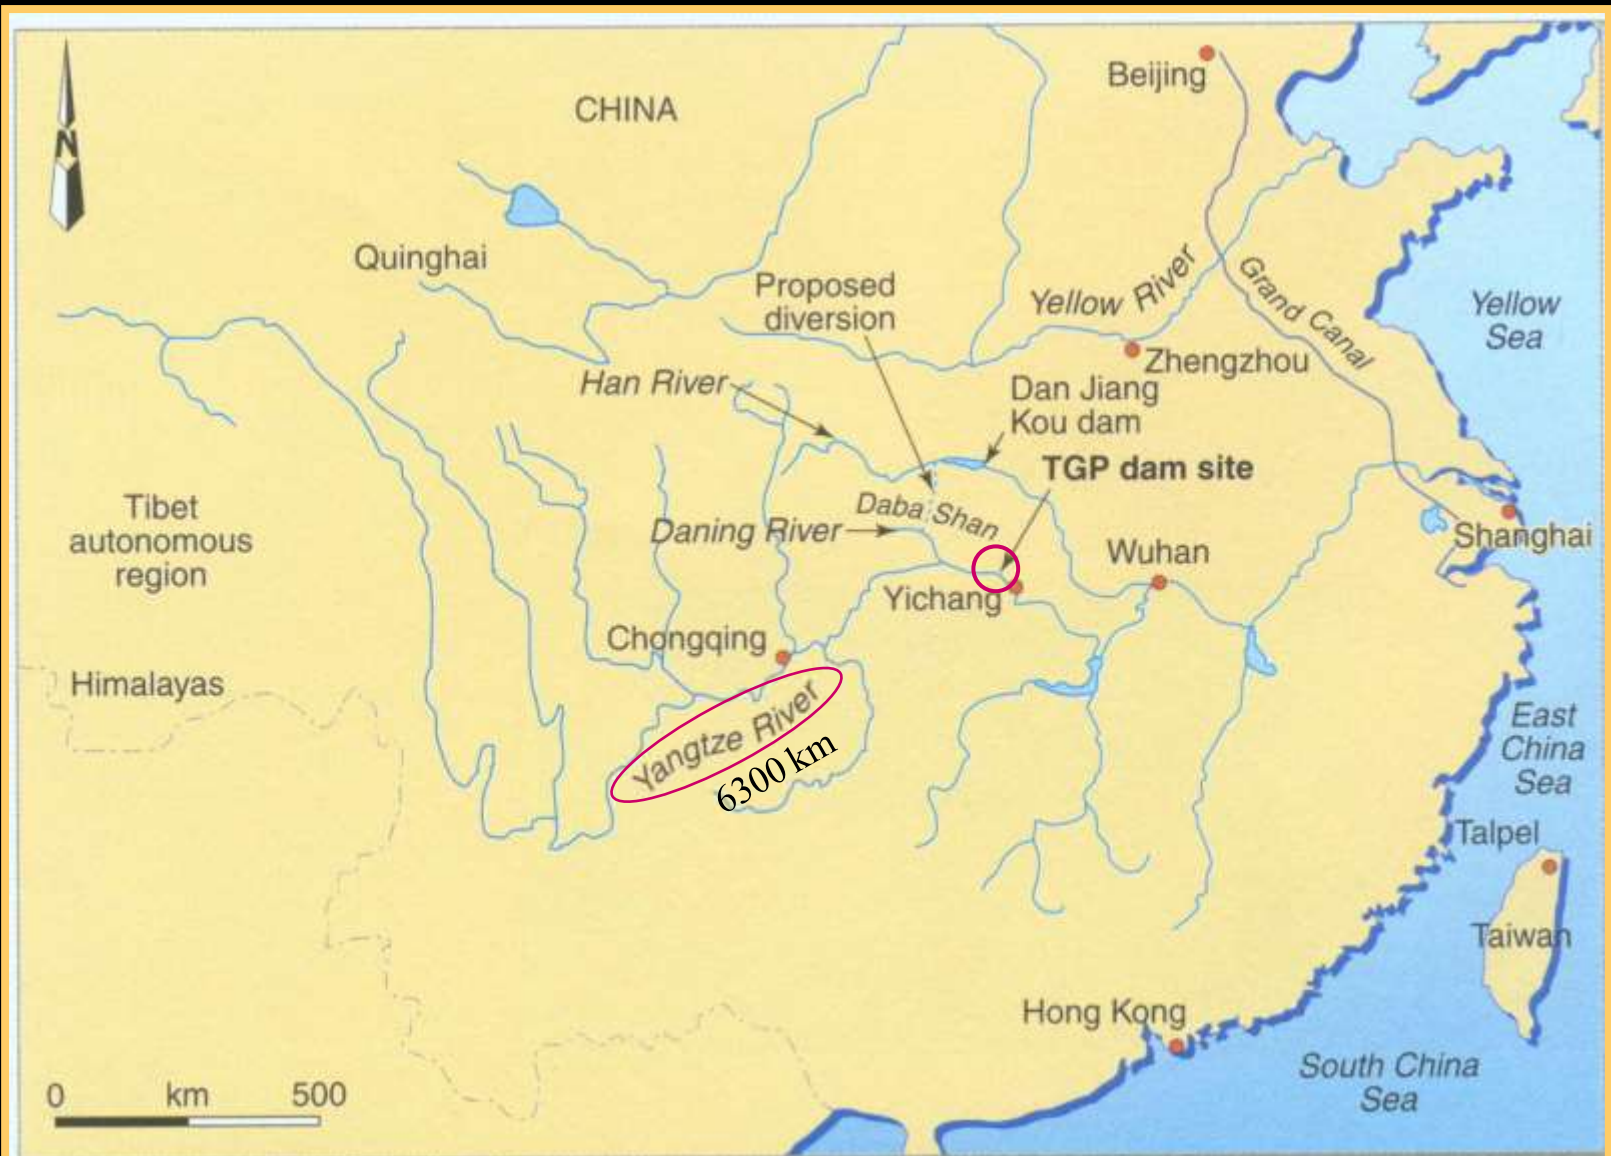 Beijing
CHINA
N
Quinghai
Proposed
diversion
Yellow River
Grand Canal
Yellow
Sea
Zhengzhou
Han River
Dan Jiang
Kou dam
TGP dam site
Tibet
autonomous
region
Daba Shan
Daning River
Shanghai
Wuhan
Yichang
Chongqing
Himalayas
Yangtze River
6300 km
East
China
Sea
Talpel
Taiwan
Hong Kong
South China
Sea
0 km 500